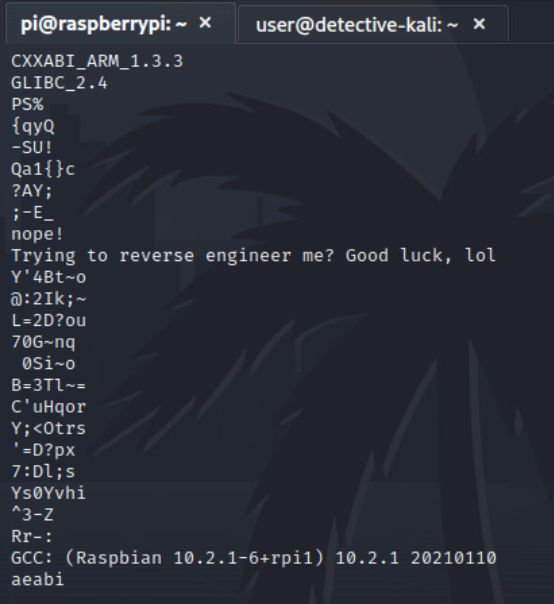 pi@raspberrypi: ~ × user@detective-kali: ~ ×
CXXABI_ARM_1.3.3
GLIBC_2.4
PS%
{qyQ
-SU!
Qa1{}c
?AY;
;-E_
nope!
Trying to reverse engineer me? Good luck, lol
Y'4Bt~o
@:2Ik;~
L=2D?ou
70G~nq
 0Si~o
B=3Tl~=
C'uHqor
Y;<Otrs
'=D?px
7:Dl;s
Ys0Yvhi
^3-Z
Rr-:
GCC: (Raspbian 10.2.1-6+rpi1) 10.2.1 20210110
aeabi